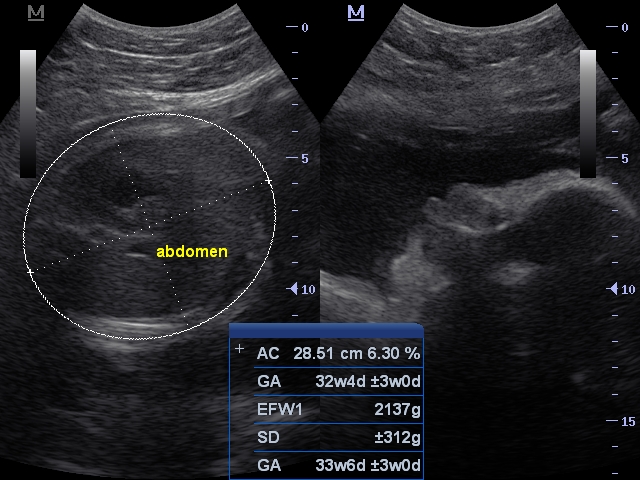 M
M
0
0
5
5
abdomen
10
10
+ AC 28.51 cm 6.30 %
GA 32w4d ±3w0d
EFW1 2137g
SD ±312g
GA 33w6d ±3w0d
15